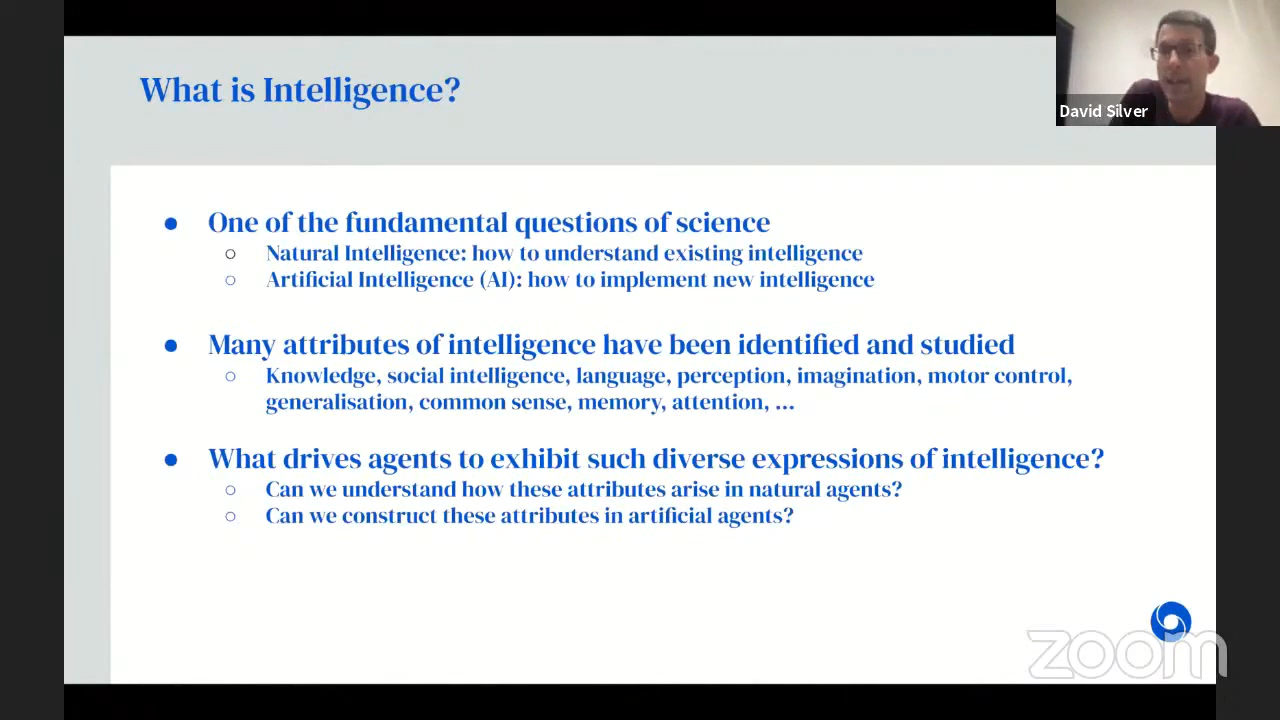 What is Intelligence?
David Silver
● One of the fundamental questions of science
○ Natural Intelligence: how to understand existing intelligence
○ Artificial Intelligence (AI): how to implement new intelligence
● Many attributes of intelligence have been identified and studied
○ Knowledge, social intelligence, language, perception, imagination, motor control,
generalisation, common sense, memory, attention, ...
● What drives agents to exhibit such diverse expressions of intelligence?
○ Can we understand how these attributes arise in natural agents?
○ Can we construct these attributes in artificial agents?
zoom